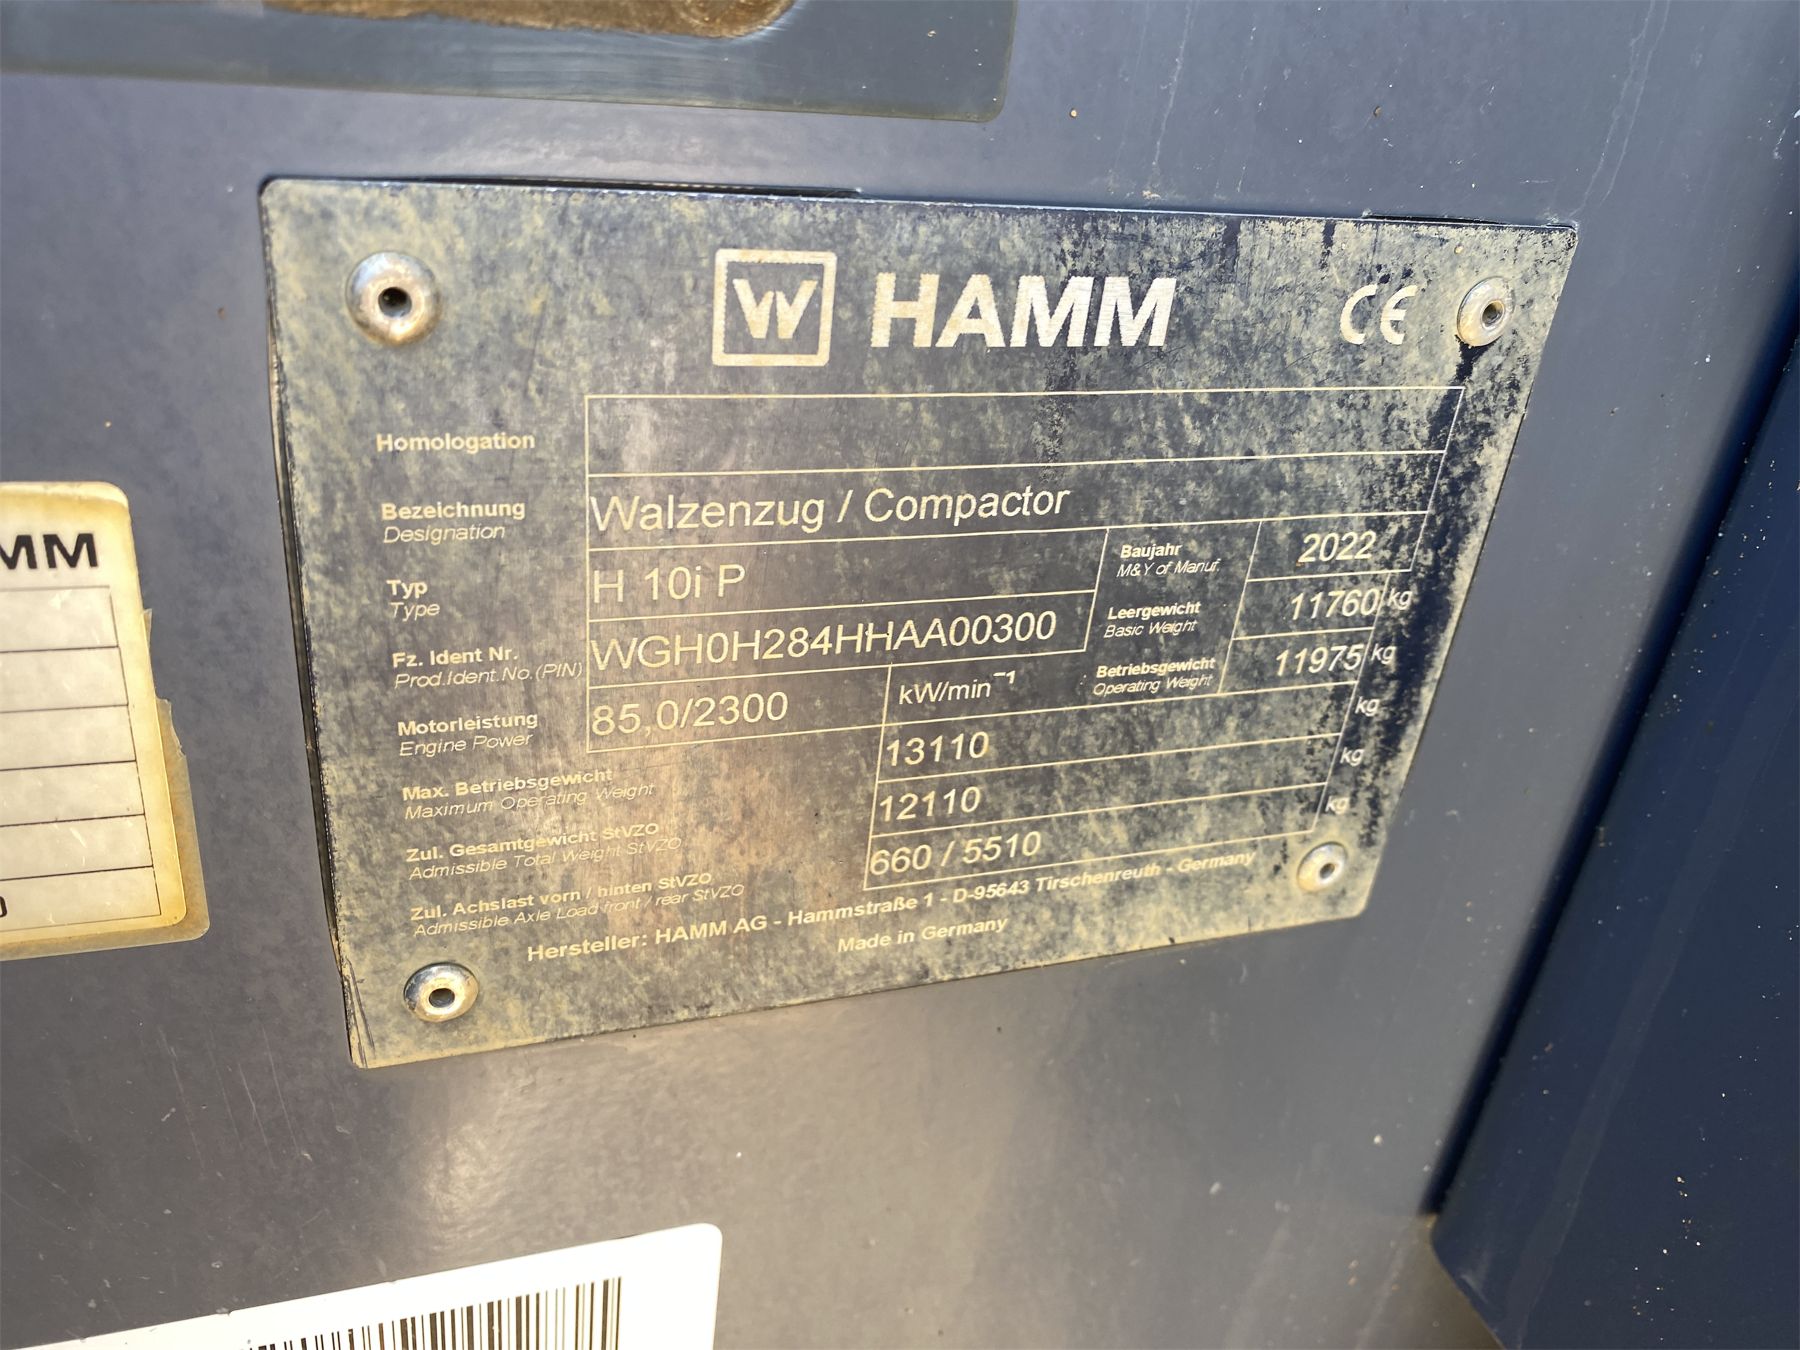 W HAMM CE
Homologation
Bezeichnung
Designation
Walzenzug / Compactor
Typ
Type
H 10i P
Baujahr
M&Y of Manuf.
2022
Fz. Ident Nr.
Prod.Ident.No.(PIN)
WGH0H284HHAA00300
Leergewicht
Basic Weight
11760 kg
Motorleistung
Engine Power
85,0/2300 kW/min⁻¹
Betriebsgewicht
Operating Weight
11975 kg
Max. Betriebsgewicht
Maximum Operating Weight
13110 kg
Zul. Gesamtgewicht StVZO
Admissible Total Weight StVZO
12110 kg
Zul. Achslast vorn / hinten StVZO
Admissible Axle Load front / rear StVZO
660 / 5510 kg
Hersteller: HAMM AG - Hammstraße 1 - D-95643 Tirschenreuth - Germany
Made in Germany
MM